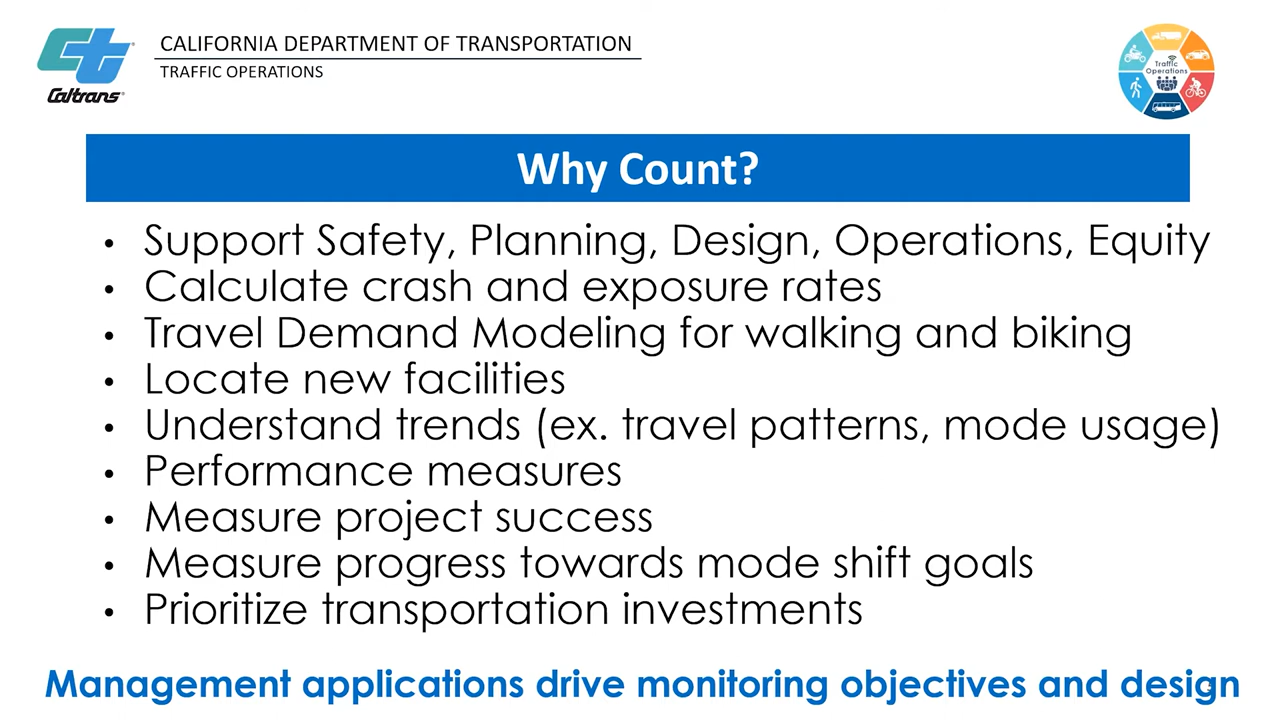 CALIFORNIA DEPARTMENT OF TRANSPORTATION
TRAFFIC OPERATIONS
Caltrans
Traffic
Operations
Why Count?
• Support Safety, Planning, Design, Operations, Equity
• Calculate crash and exposure rates
• Travel Demand Modeling for walking and biking
• Locate new facilities
• Understand trends (ex. travel patterns, mode usage)
• Performance measures
• Measure project success
• Measure progress towards mode shift goals
• Prioritize transportation investments
Management applications drive monitoring objectives and design